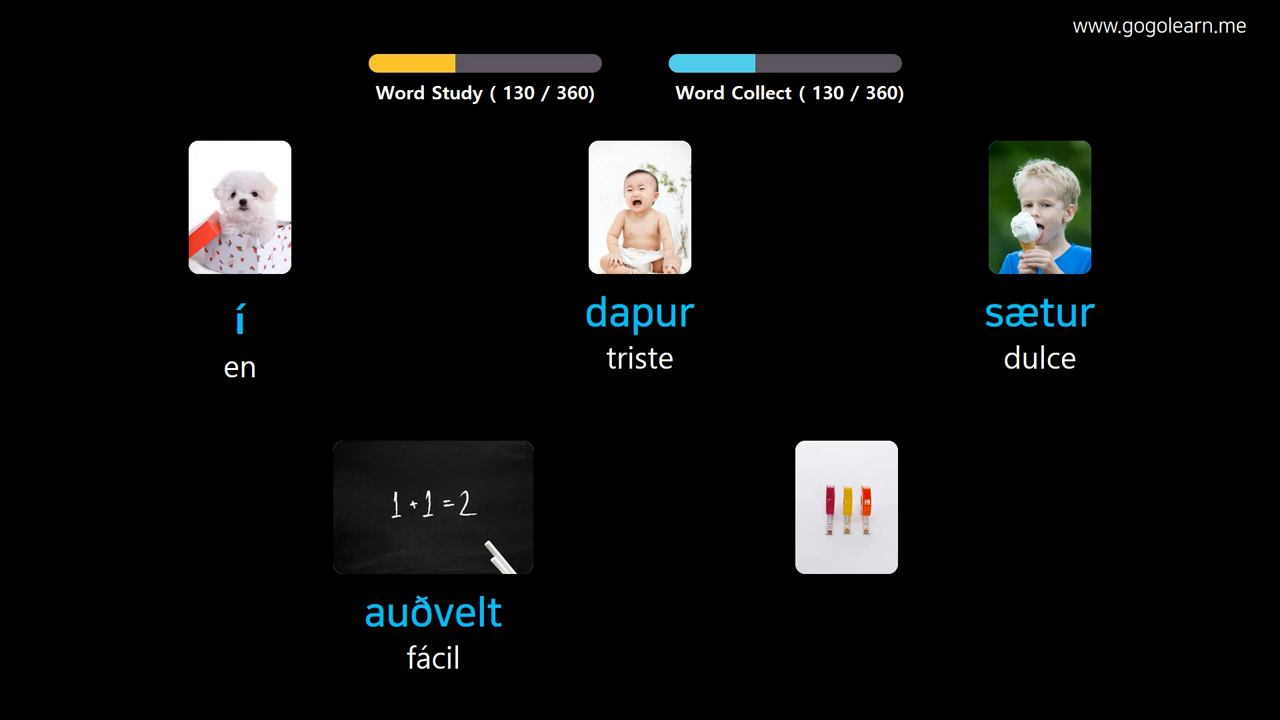 www.gogolearn.me
Word Study ( 130 / 360)
Word Collect ( 130 / 360)
í
en
dapur
triste
sætur
dulce
1+1=2
auðvelt
fácil